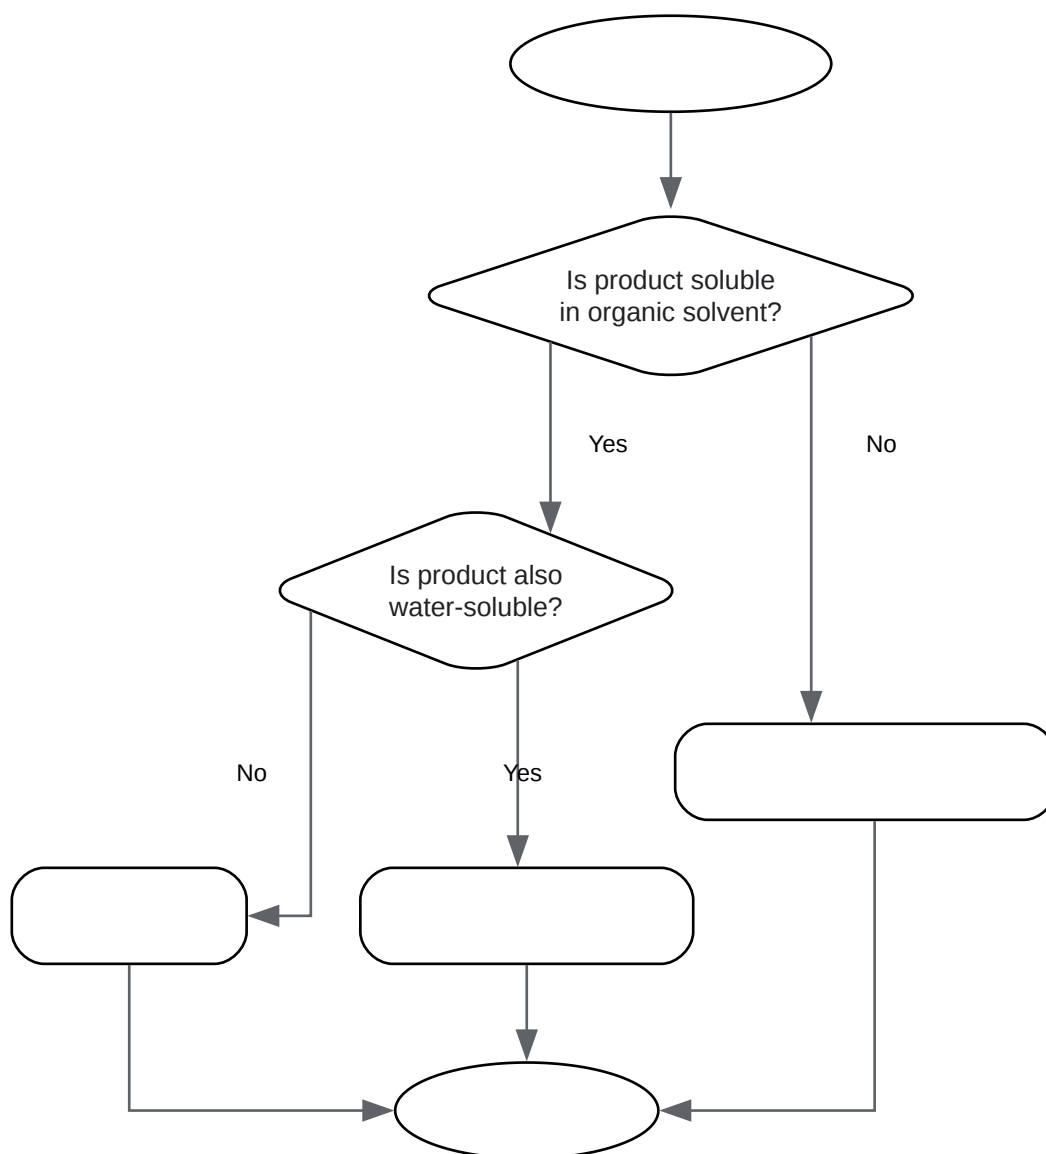 Is product soluble
in organic solvent?
Yes
No
Is product also
water-soluble?
No
Yes